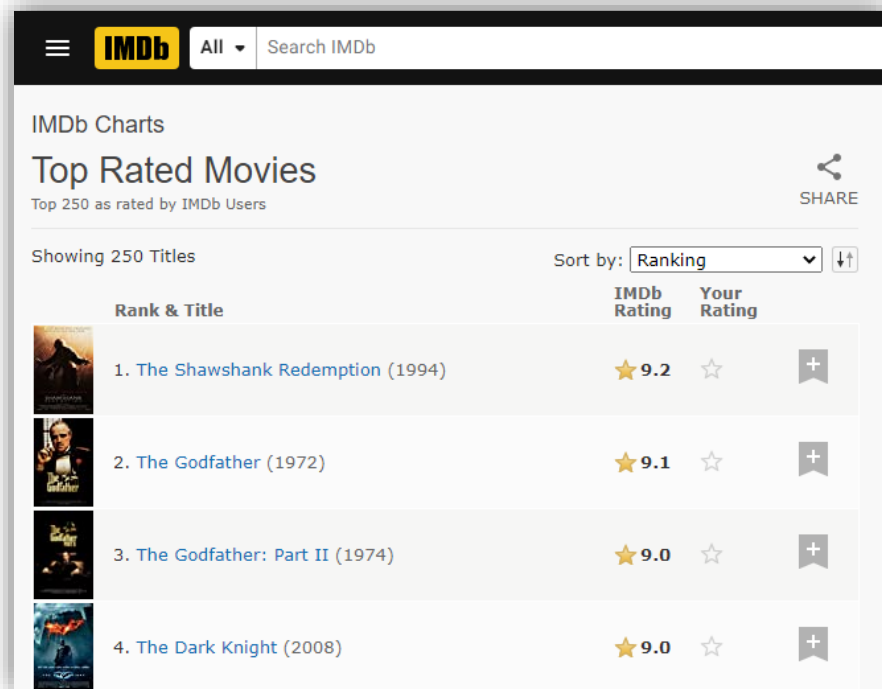 IMDb All Search IMDb
IMDb Charts
Top Rated Movies
Top 250 as rated by IMDb Users
SHARE
Showing 250 Titles
Sort by: Ranking
Rank & Title IMDb Rating Your Rating
1. The Shawshank Redemption (1994) 9.2
2. The Godfather (1972) 9.1
3. The Godfather: Part II (1974) 9.0
4. The Dark Knight (2008) 9.0